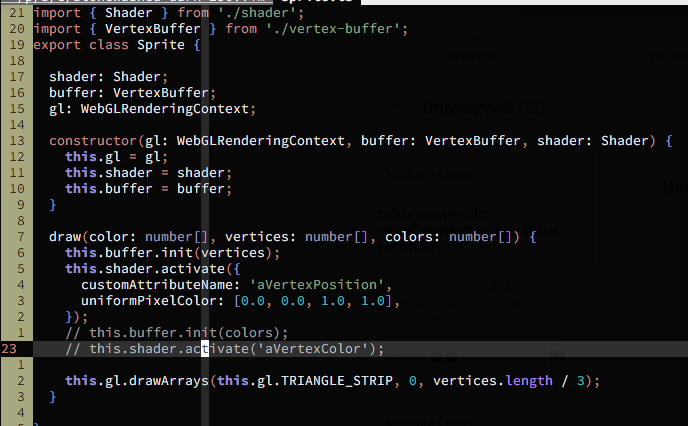 21 import { Shader } from './shader';
20 import { VertexBuffer } from './vertex-buffer';
19 export class Sprite {
18
17   shader: Shader;
16   buffer: VertexBuffer;
15   gl: WebGLRenderingContext;
14
13   constructor(gl: WebGLRenderingContext, buffer: VertexBuffer, shader: Shader) {
12     this.gl = gl;
11     this.shader = shader;
10     this.buffer = buffer;
9   }
8
7   draw(color: number[], vertices: number[], colors: number[]) {
6     this.buffer.init(vertices);
5     this.shader.activate({
4       customAttributeName: 'aVertexPosition',
3       uniformPixelColor: [0.0, 0.0, 1.0, 1.0],
2     });
1     // this.buffer.init(colors);
23     // this.shader.activate('aVertexColor');
1
2     this.gl.drawArrays(this.gl.TRIANGLE_STRIP, 0, vertices.length / 3);
3   }
4